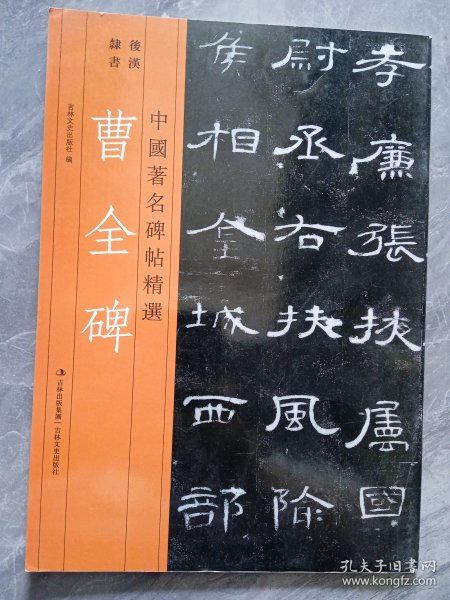 孝廉張掖屬國
尉丞右扶風隃
侯相金城西部
中國著名碑帖精選
後漢
隸書
曹全碑
吉林文史出版社 編
吉林出版集團 | 吉林文史出版社
孔夫子旧书网
www.kongfz.com